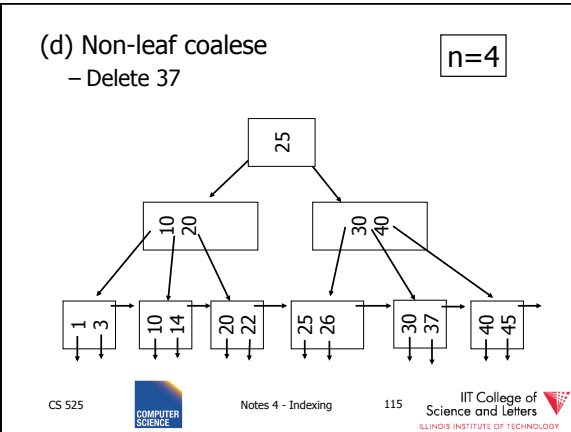 (d) Non-leaf coalese
n=4
– Delete 37
25
10 20
30 40
1 3
10 14
20 22
25 26
30 37
40 45
CS 525
COMPUTER
SCIENCE
Notes 4 - Indexing
115
IIT College of
Science and Letters
ILLINOIS INSTITUTE OF TECHNOLOGY